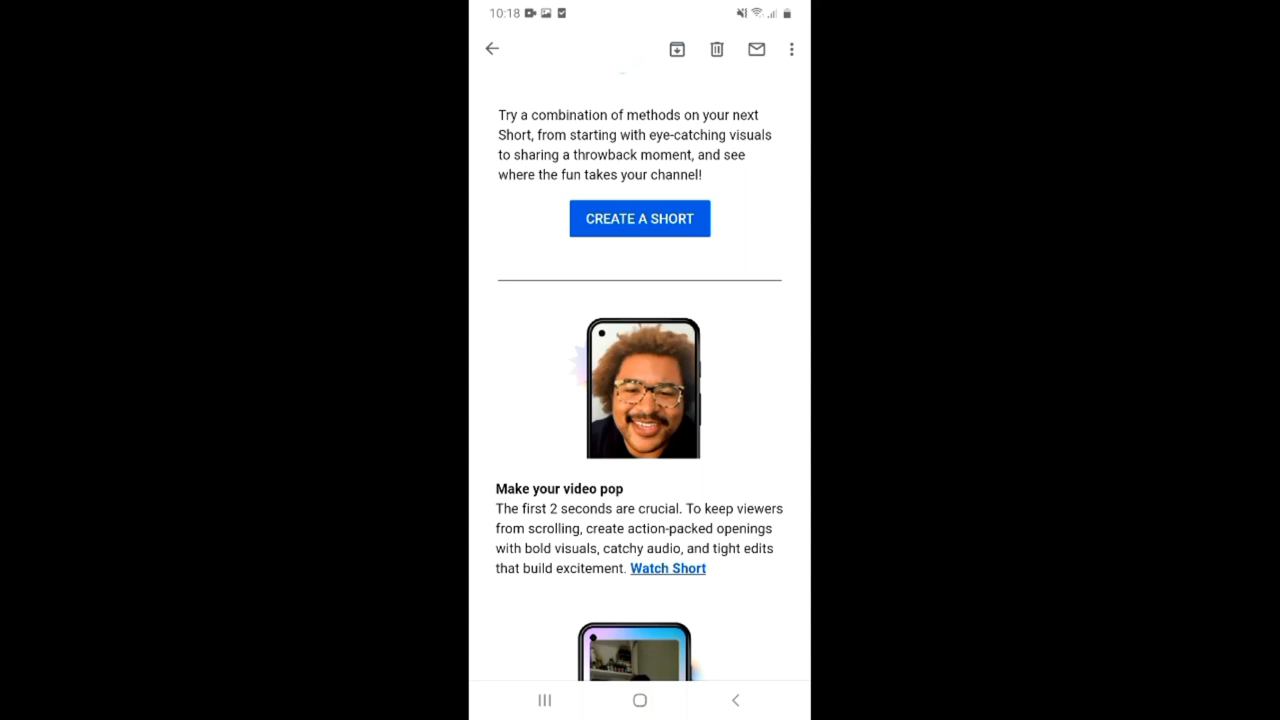 10:18
Try a combination of methods on your next
Short, from starting with eye-catching visuals
to sharing a throwback moment, and see
where the fun takes your channel!
CREATE A SHORT
Make your video pop
The first 2 seconds are crucial. To keep viewers
from scrolling, create action-packed openings
with bold visuals, catchy audio, and tight edits
that build excitement. Watch Short